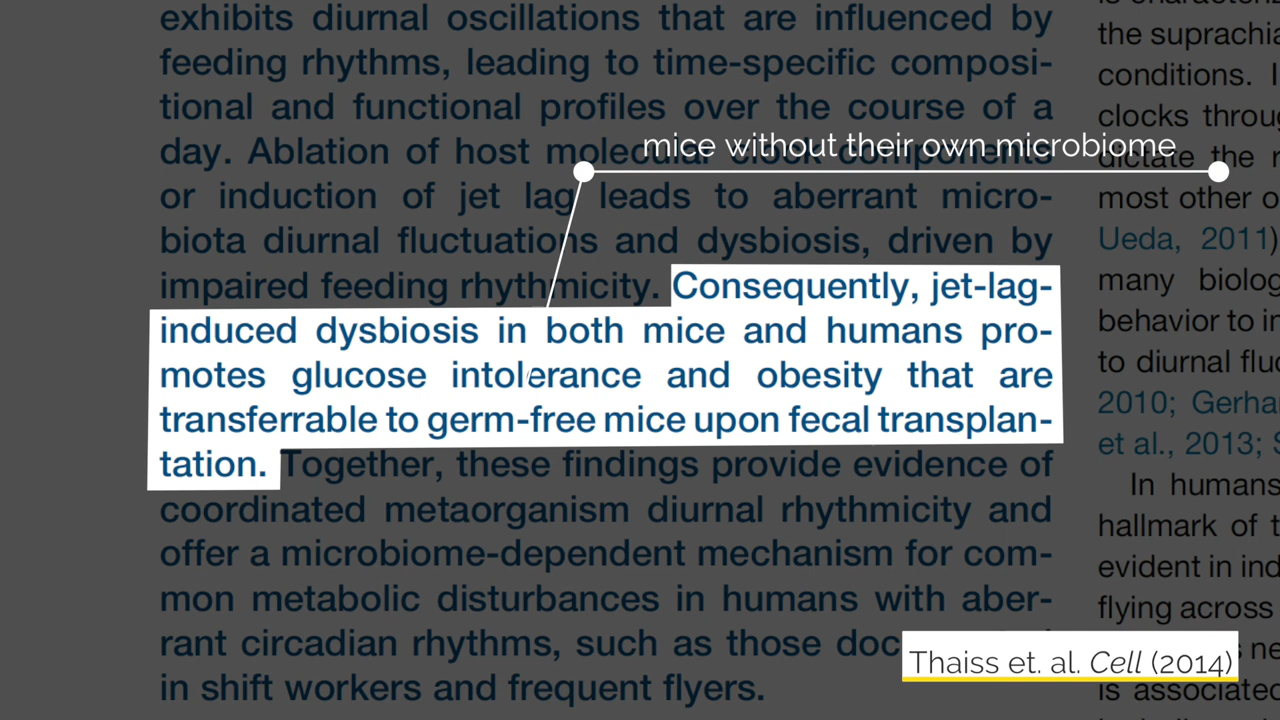 exhibits diurnal oscillations that are influenced by
feeding rhythms, leading to time-specific composi-
tional and functional profiles over the course of a
day. Ablation of host molecular clock components
or induction of jet lag leads to aberrant micro-
biota diurnal fluctuations and dysbiosis, driven by
impaired feeding rhythmicity. Consequently, jet-lag-
induced dysbiosis in both mice and humans pro-
motes glucose intolerance and obesity that are
transferrable to germ-free mice upon fecal transplan-
tation. Together, these findings provide evidence of
coordinated metaorganism diurnal rhythmicity and
offer a microbiome-dependent mechanism for com-
mon metabolic disturbances in humans with aber-
rant circadian rhythms, such as those doc
in shift workers and frequent flyers.
mice without their own microbiome
the suprachia
conditions. I
clocks throug
dictate the
most other o
Ueda, 2011)
many biolog
behavior to in
to diurnal fluc
2010; Gerha
et al., 2013; S
In humans
hallmark of t
evident in ind
flying across
ne
is associated
Thaiss et. al. Cell (2014)